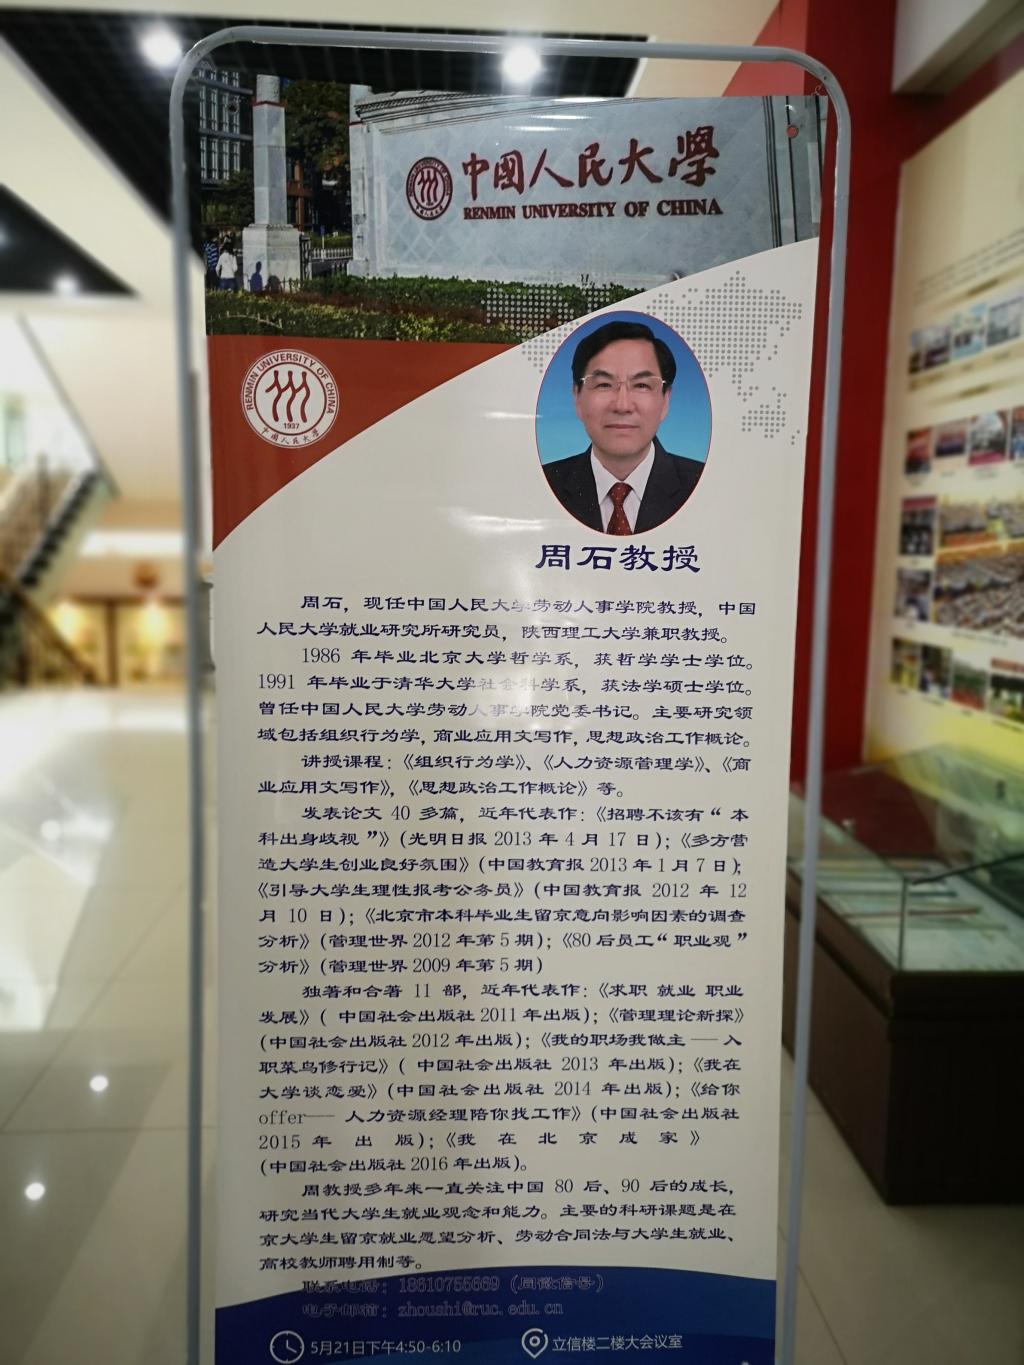 中國人民大學
RENMIN UNIVERSITY OF CHINA
RENMIN UNIVERSITY OF CHINA
1937
中国人民大学
周石教授
周石，现任中国人民大学劳动人事学院教授，中国
人民大学就业研究所研究员，陕西理工大学兼职教授。
1986 年毕业北京大学哲学系，获哲学学士学位。
1991 年毕业于清华大学社会科学系，获法学硕士学位。
曾任中国人民大学劳动人事学院党委书记。主要研究领
域包括组织行为学，商业应用文写作，思想政治工作概论。
讲授课程：《组织行为学》、《人力资源管理学》、《商
业应用文写作》，《思想政治工作概论》等。
发表论文 40 多篇，近年代表作：《招聘不该有“ 本
科出身歧视 ”》（光明日报 2013 年 4 月 17 日）；《多方营
造大学生创业良好氛围》（中国教育报 2013 年 1 月 7 日）；
《引导大学生理性报考公务员》（中国教育报 2012 年 12
月 10 日）；《北京市本科毕业生留京意向影响因素的调查
分析》（管理世界 2012 年第 5 期）；《80 后员工“ 职业观 ”
分析》（管理世界 2009 年第 5 期）
独著和合著 11 部，近年代表作：《求职 就业 职业
发展》（ 中国社会出版社 2011 年出版）；《管理理论新探》
（中国社会出版社 2012 年出版）；《我的职场我做主 —— 入
职菜鸟修行记》（ 中国社会出版社 2013 年出版）；《我在
大学谈恋爱》（中国社会出版社 2014 年出版）；《给你
offer—— 人力资源经理陪你找工作》（中国社会出版社
2015 年 出 版）；《我 在 北 京 成 家 》
（中国社会出版社 2016 年出版）。
周教授多年来一直关注中国 80 后、90 后的成长，
研究当代大学生就业观念和能力。主要的科研课题是在
京大学生留京就业愿望分析、劳动合同法与大学生就业、
高校教师聘用制等。
联系电话：18610755669（周微信号）
电子邮箱：zhoushi@ruc.edu.cn
5月21日下午4:50-6:10
立信楼二楼大会议室